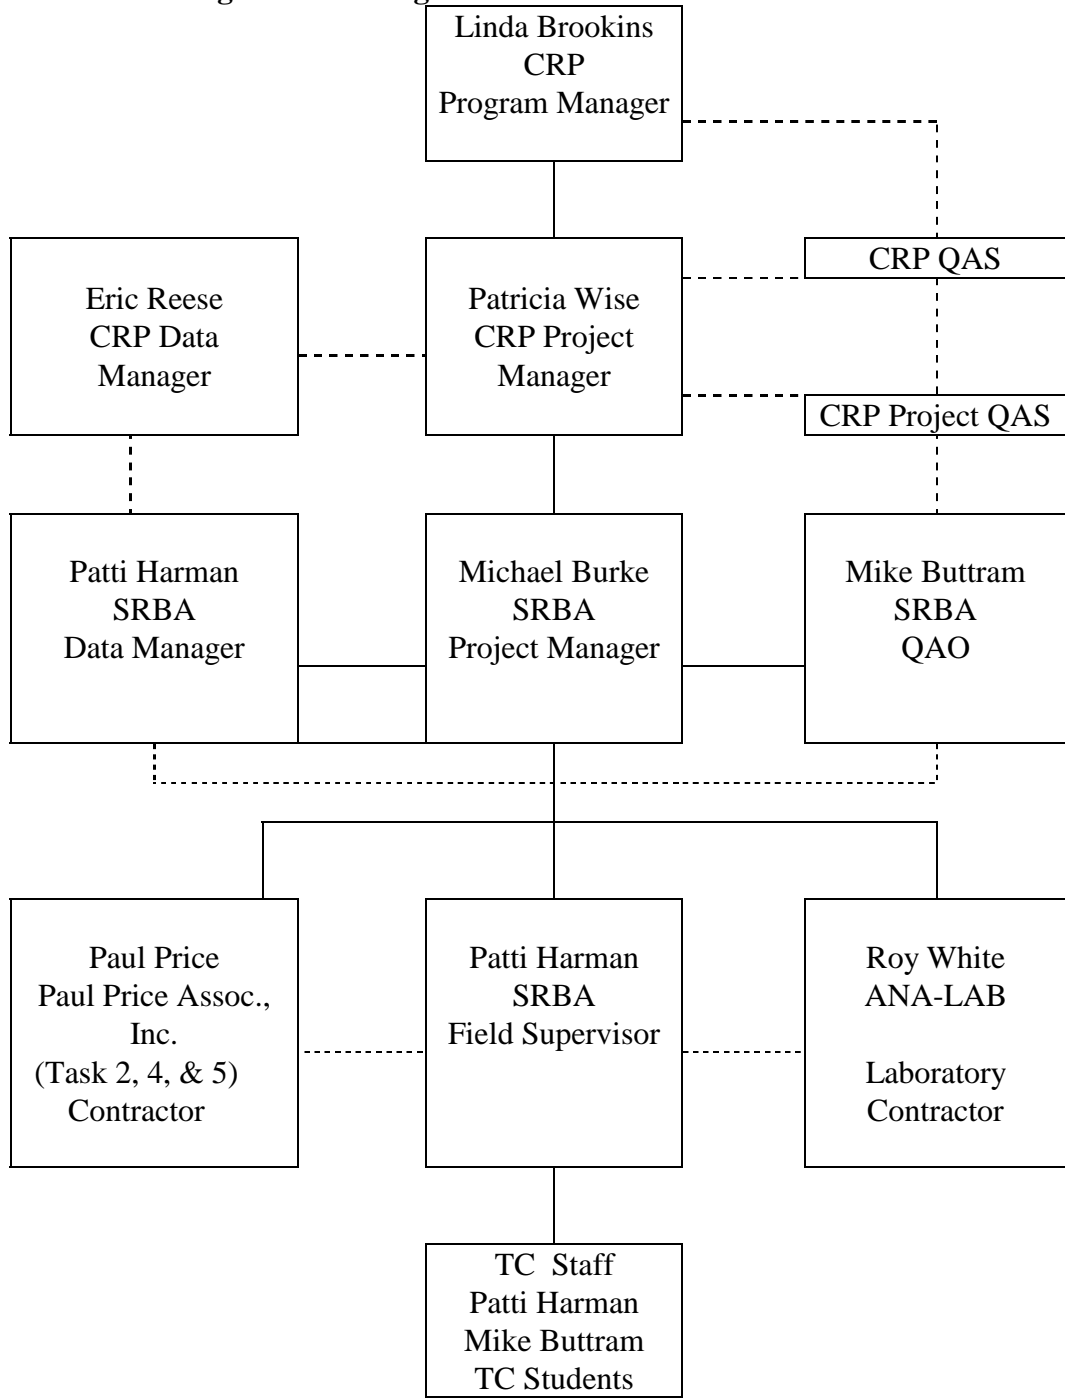 Linda Brookins
CRP
Program Manager
CRP QAS
Eric Reese
CRP Data
Manager
Patricia Wise
CRP Project
Manager
CRP Project QAS
Patti Harman
SRBA
Data Manager
Michael Burke
SRBA
Project Manager
Mike Buttram
SRBA
QAO
Paul Price
Paul Price Assoc.,
Inc.
(Task 2, 4, & 5)
Contractor
Patti Harman
SRBA
Field Supervisor
Roy White
ANA-LAB
Laboratory
Contractor
TC Staff
Patti Harman
Mike Buttram
TC Students